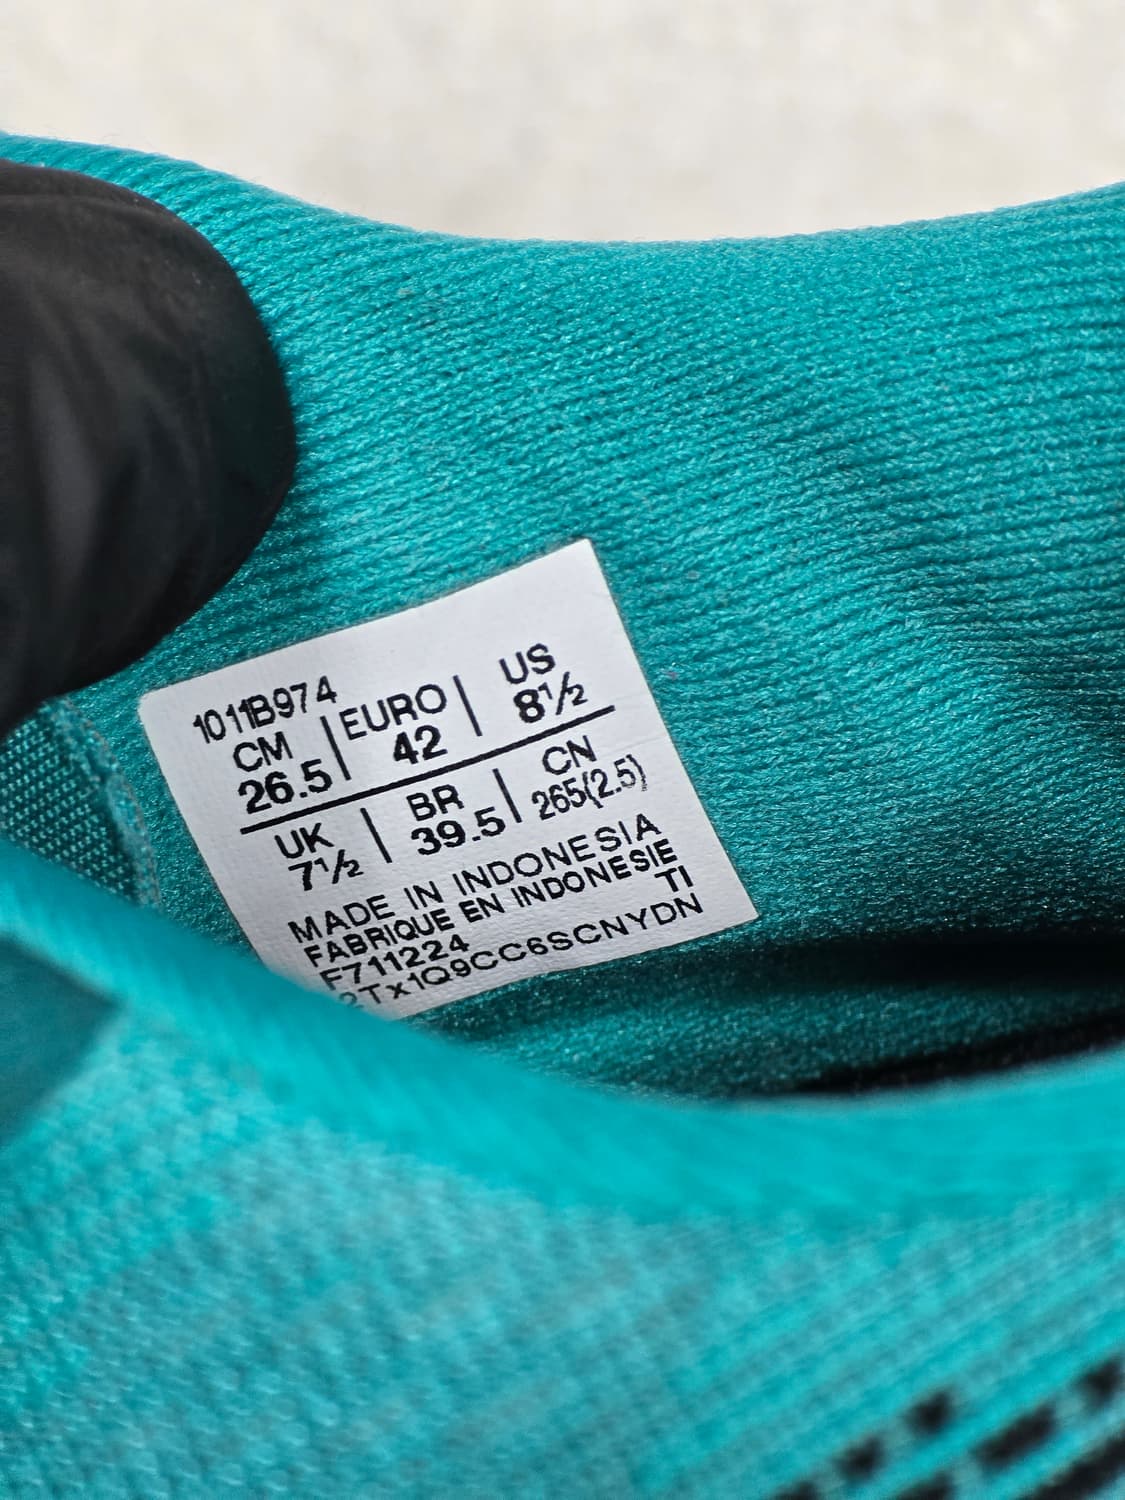 1011B974
CM | EURO | US
26.5 | 42 | 8½
UK | BR | CN
7½ | 39.5 | 265(2.5)
MADE IN INDONESIA
FABRIQUE EN INDONESIE
F711224 TI
2Tx1Q9CC6SCNYDN